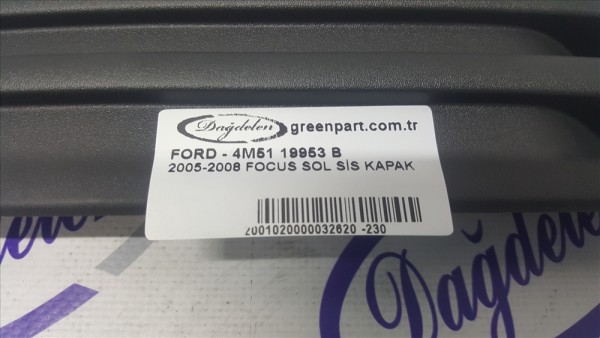 Dağdelen greenpart.com.tr
FORD - 4M51 19953 B
2005-2008 FOCUS SOL SİS KAPAK
2001020000032620 -230
Dağdelen